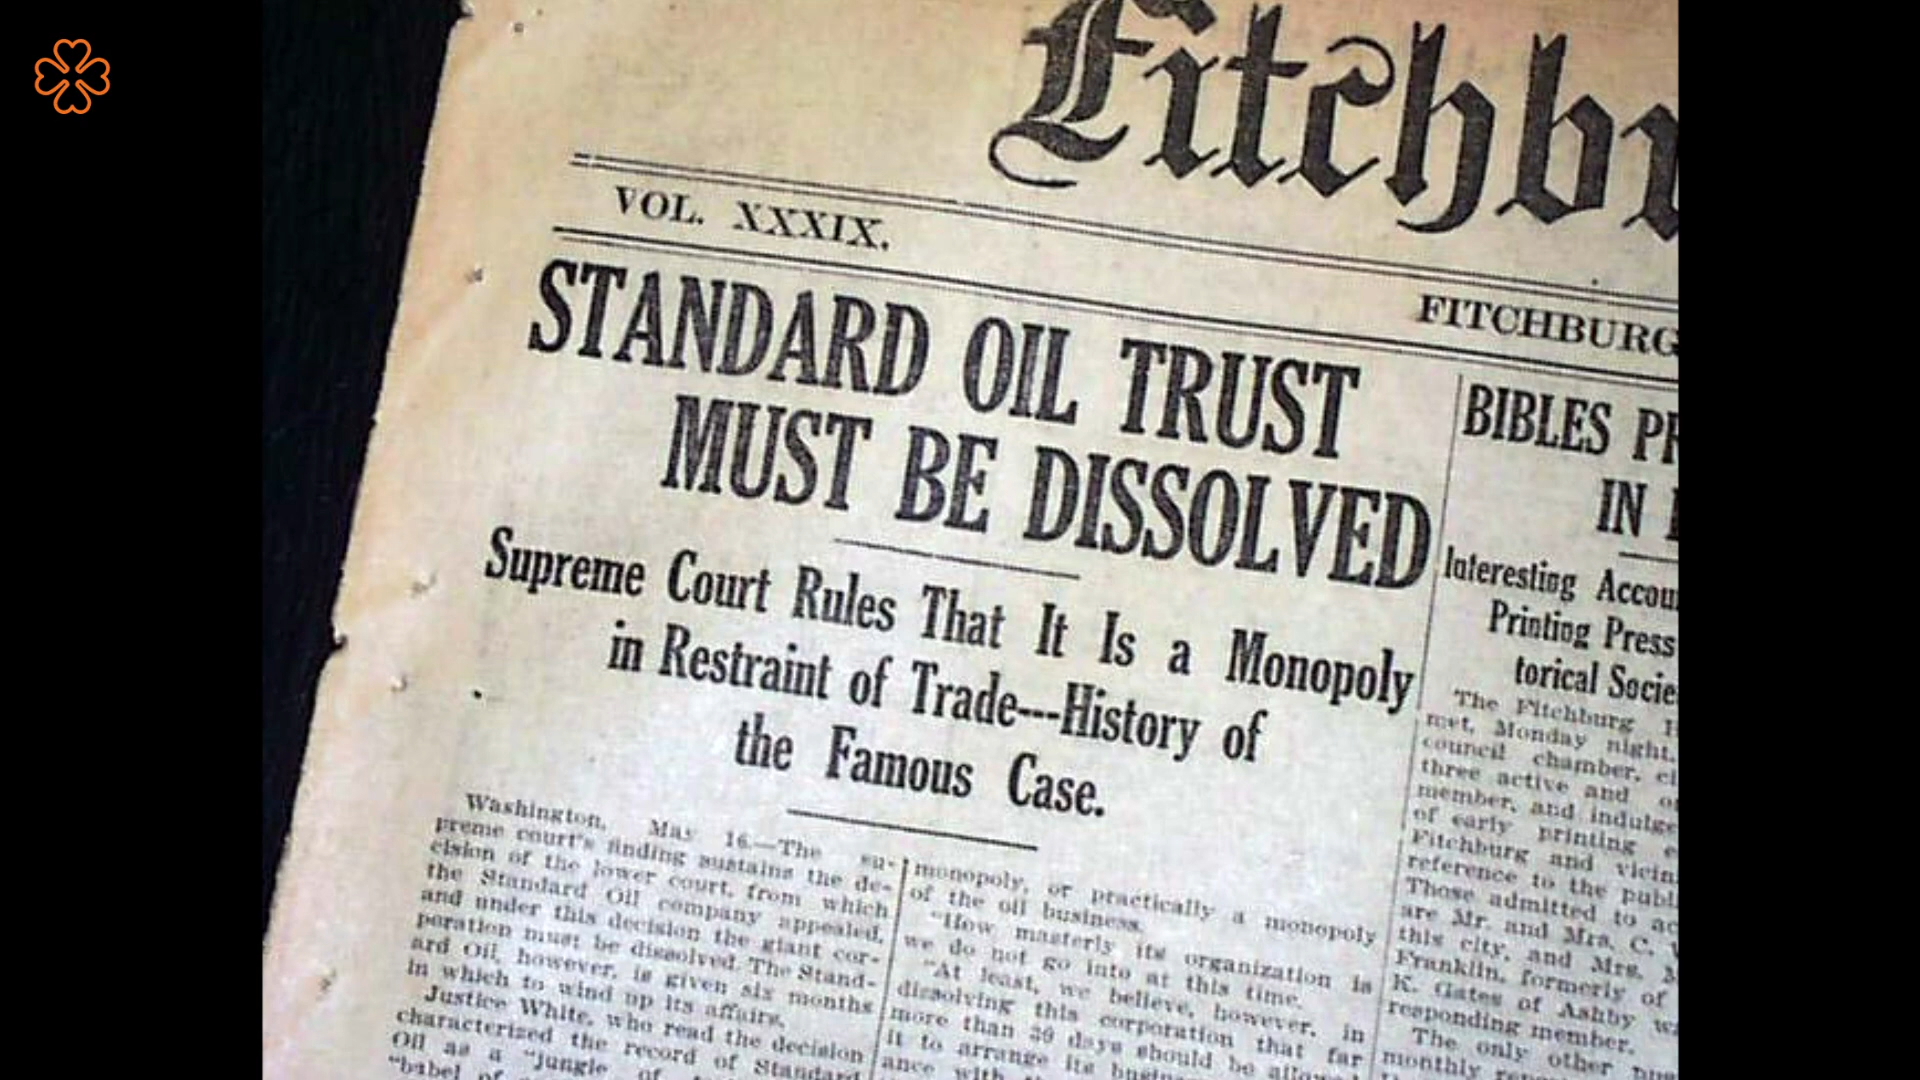 Fitchbu
VOL. XXXIX.
FITCHBURG
STANDARD OIL TRUST
MUST BE DISSOLVED
Supreme Court Rules That It Is a Monopoly
in Restraint of Trade---History of
the Famous Case.
Washington, May 16.—The su-
preme court's finding sustains the de-
cision of the lower court, from which
the Standard Oil company appealed,
and under this decision the giant cor-
poration must be dissolved. The Stand-
ard Oil, however, is given six months
in which to wind up its affairs.
Justice White, who read the decision
characterized the record of Standard
Oil as a "jungle of
"babel of
monopoly, or practically a monopoly
of the oil business.
"How masterly its organization is
we do not go into at this time.
"At least, we believe, however, in
dissolving this corporation that far
more than 30 days should be allowed
it to arrange its
ance with
BIBLES PR
IN
Interesting Accou
Printing Press
torical Socie
The Fitchburg H
met, Monday night,
council chamber, ci
three active and
member, and indulge
of early printing
Fitchburg and vicin
reference to the publ
Those admitted to ac
are Mr. and Mrs. C.
this city, and Mrs.
Franklin, formerly of
K. Gates of Ashby
responding member.
The only other
monthly